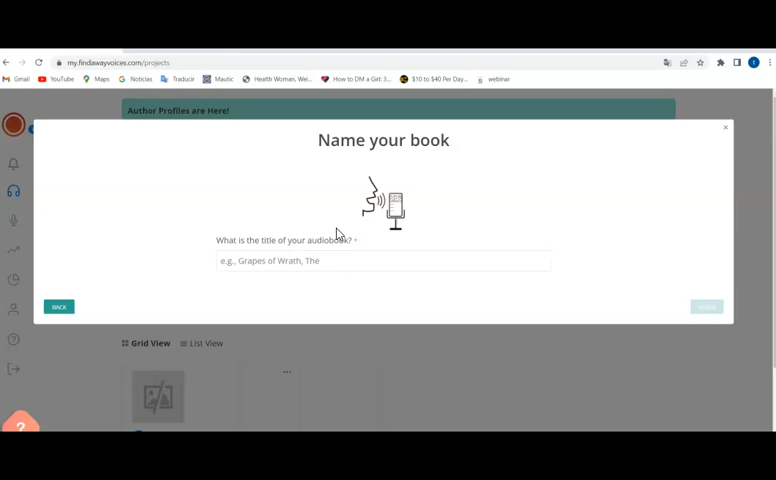 my.findawayvoices.com/projects
Gmail YouTube Maps Noticias Traducir Mautic Health Woman, Wei... How to DM a Girl: 3... $10 to $40 Per Day... webinar
Author Profiles are Here!
×
Name your book
What is the title of your audiobook? *
e.g., Grapes of Wrath, The
BACK
Grid View List View
...
?